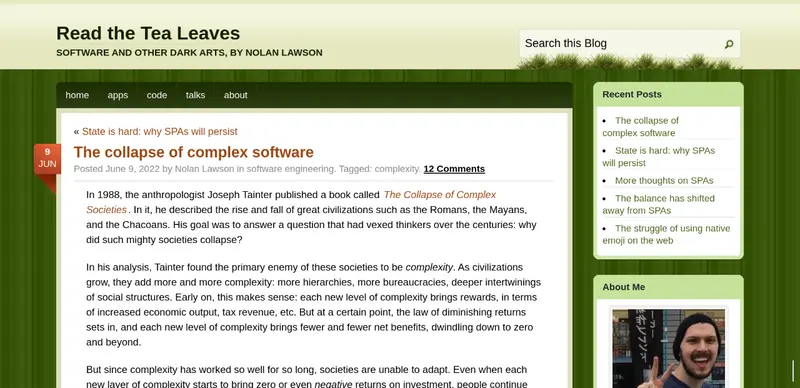 Read the Tea Leaves
SOFTWARE AND OTHER DARK ARTS, BY NOLAN LAWSON
Search this Blog
home apps code talks about
« State is hard: why SPAs will persist
9
JUN
The collapse of complex software
Posted June 9, 2022 by Nolan Lawson in software engineering. Tagged: complexity. 12 Comments
In 1988, the anthropologist Joseph Tainter published a book called The Collapse of Complex
Societies. In it, he described the rise and fall of great civilizations such as the Romans, the Mayans,
and the Chacoans. His goal was to answer a question that had vexed thinkers over the centuries: why
did such mighty societies collapse?
In his analysis, Tainter found the primary enemy of these societies to be complexity. As civilizations
grow, they add more and more complexity: more hierarchies, more bureaucracies, deeper intertwinings
of social structures. Early on, this makes sense: each new level of complexity brings rewards, in terms
of increased economic output, tax revenue, etc. But at a certain point, the law of diminishing returns
sets in, and each new level of complexity brings fewer and fewer net benefits, dwindling down to zero
and beyond.
But since complexity has worked so well for so long, societies are unable to adapt. Even when each
new layer of complexity starts to bring zero or even negative returns on investment, people continue
Recent Posts
The collapse of
complex software
State is hard: why SPAs
will persist
More thoughts on SPAs
The balance has shifted
away from SPAs
The struggle of using native
emoji on the web
About Me